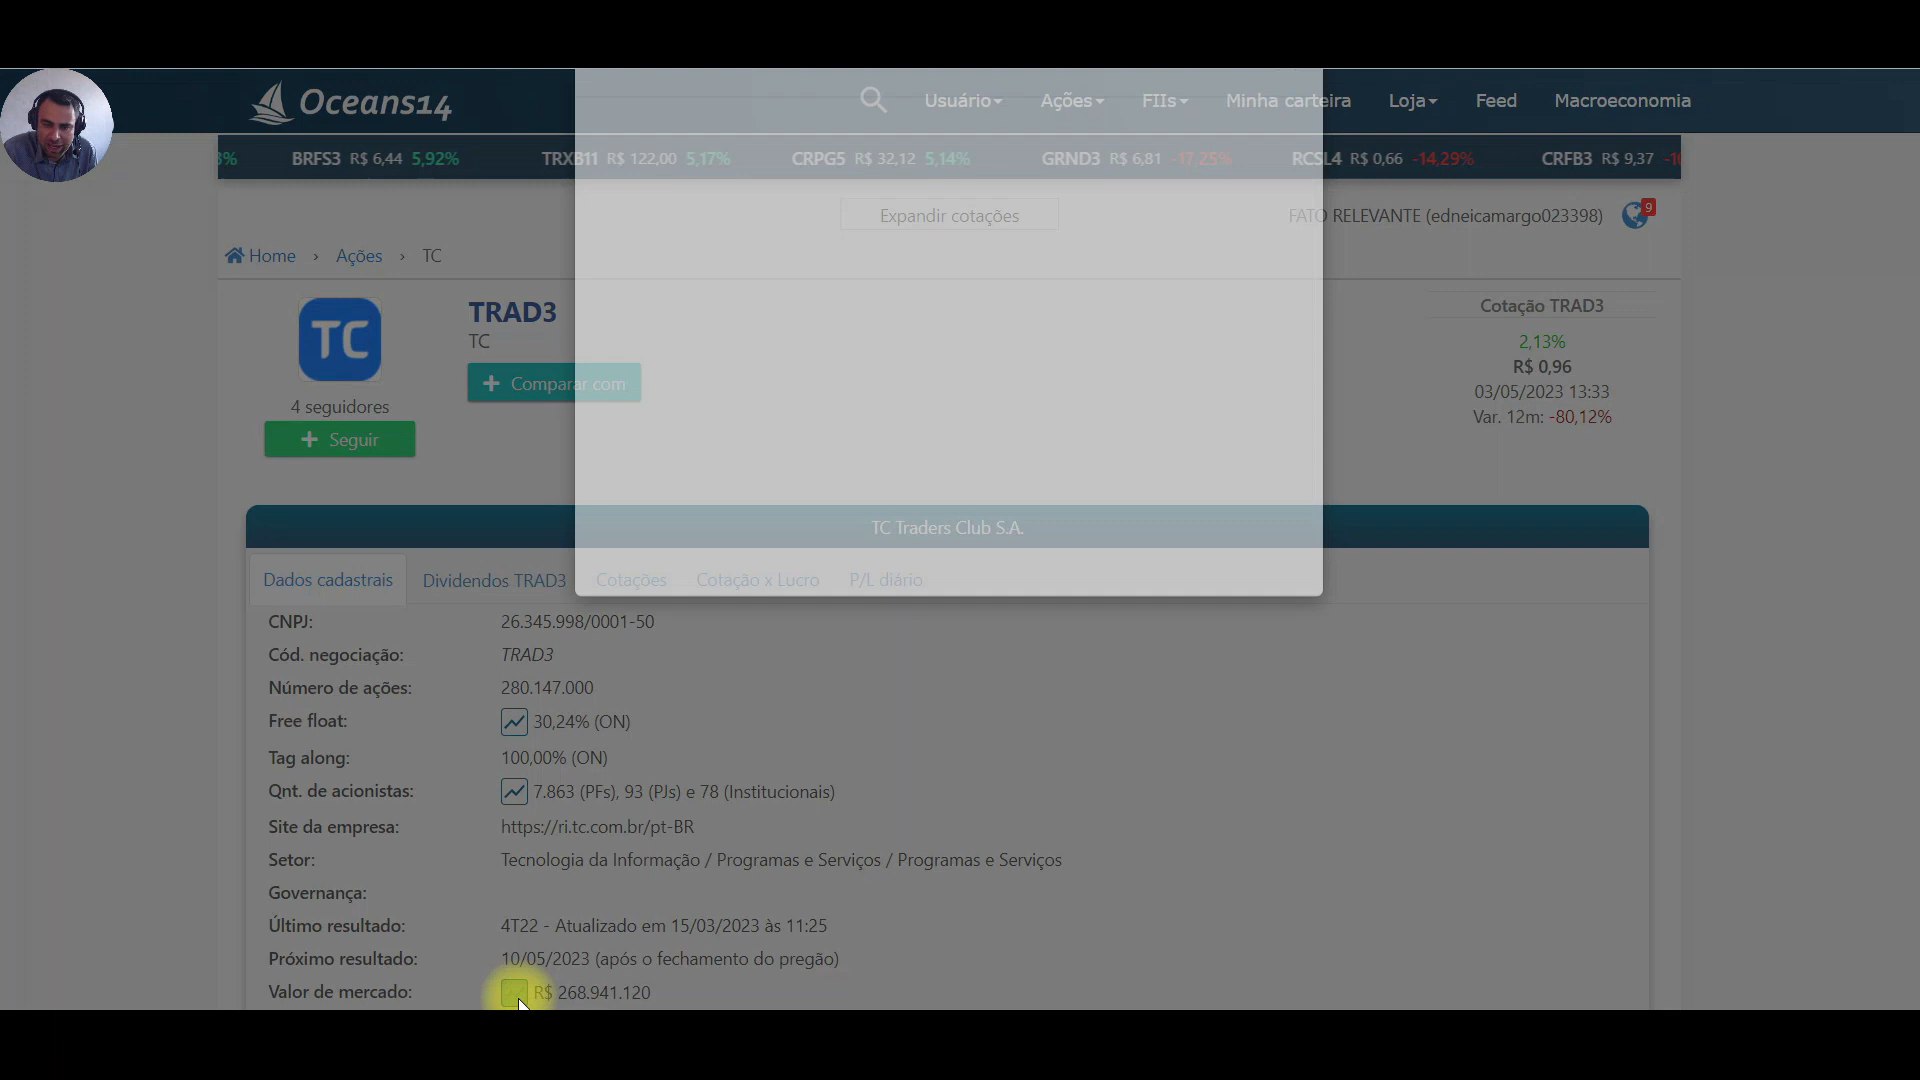 Oceans14
Usuário
Ações
FIIs
Minha carteira
Loja
Feed
Macroeconomia
3% BRFS3 R$ 6,44 5,92% TRXB11 R$ 122,00 5,17% CRPG5 R$ 32,12 5,14% GRND3 R$ 6,81 -17,25% RCSL4 R$ 0,66 -14,29% CRFB3 R$ 9,37
Expandir cotações
FATO RELEVANTE (edneicamargo023398) 9
Home › Ações › TC
TC
4 seguidores
+ Seguir
TRAD3
TC
+ Comparar com
Cotação TRAD3
2,13%
R$ 0,96
03/05/2023 13:33
Var. 12m: -80,12%
TC Traders Club S.A.
Dados cadastrais Dividendos TRAD3 Cotações Cotação x Lucro P/L diário
CNPJ: 26.345.998/0001-50
Cód. negociação: TRAD3
Número de ações: 280.147.000
Free float: 30,24% (ON)
Tag along: 100,00% (ON)
Qnt. de acionistas: 7.863 (PFs), 93 (PJs) e 78 (Institucionais)
Site da empresa: https://ri.tc.com.br/pt-BR
Setor: Tecnologia da Informação / Programas e Serviços / Programas e Serviços
Governança:
Último resultado: 4T22 - Atualizado em 15/03/2023 às 11:25
Próximo resultado: 10/05/2023 (após o fechamento do pregão)
Valor de mercado: R$ 268.941.120